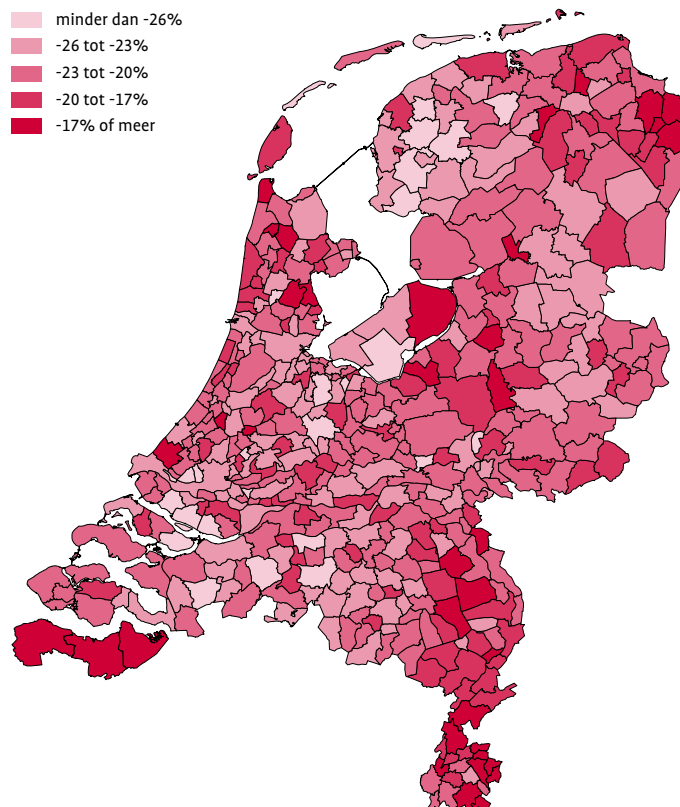 minder dan -26%
-26 tot -23%
-23 tot -20%
-20 tot -17%
-17% of meer